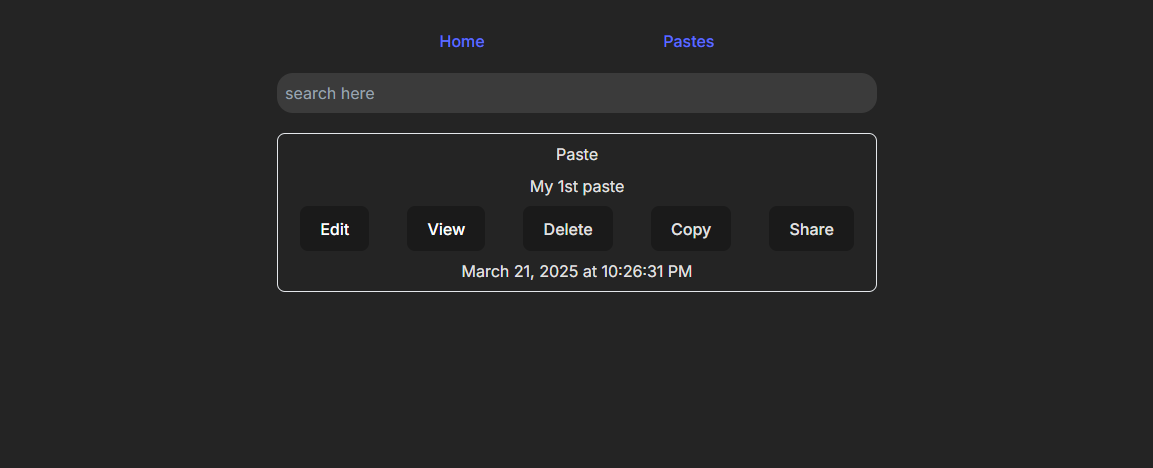 Home Pastes
search here
Paste
My 1st paste
Edit View Delete Copy Share
March 21, 2025 at 10:26:31 PM